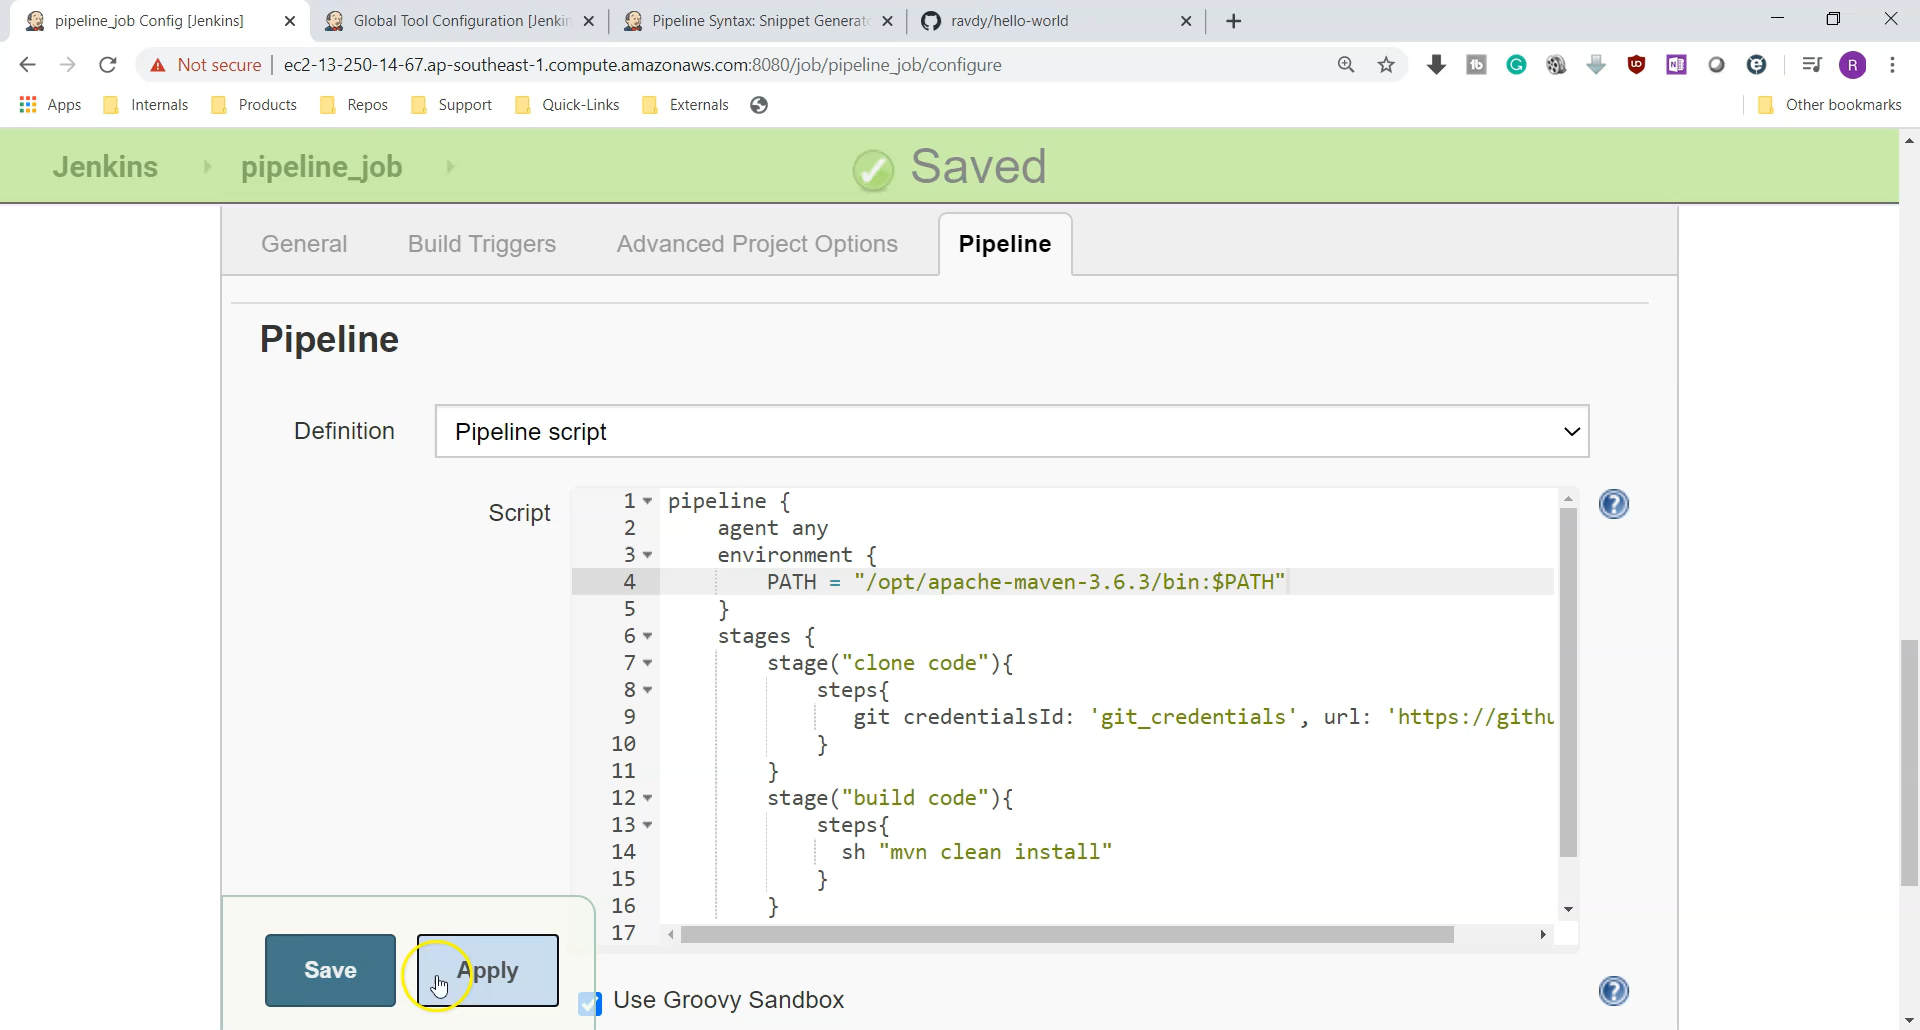 pipeline_job Config [Jenkins]
Global Tool Configuration [Jenkin
Pipeline Syntax: Snippet Generato
ravdy/hello-world
Not secure
ec2-13-250-14-67.ap-southeast-1.compute.amazonaws.com:8080/job/pipeline_job/configure
R
Apps
Internals
Products
Repos
Support
Quick-Links
Externals
Other bookmarks
Jenkins
pipeline_job
Saved
General
Build Triggers
Advanced Project Options
Pipeline
Pipeline
Definition
Pipeline script
Script
1 pipeline {
2 agent any
3 environment {
4 PATH = "/opt/apache-maven-3.6.3/bin:$PATH"
5 }
6 stages {
7 stage("clone code"){
8 steps{
9 git credentialsId: 'git_credentials', url: 'https://githu
10 }
11 }
12 stage("build code"){
13 steps{
14 sh "mvn clean install"
15 }
16 }
17
Save
Apply
Use Groovy Sandbox